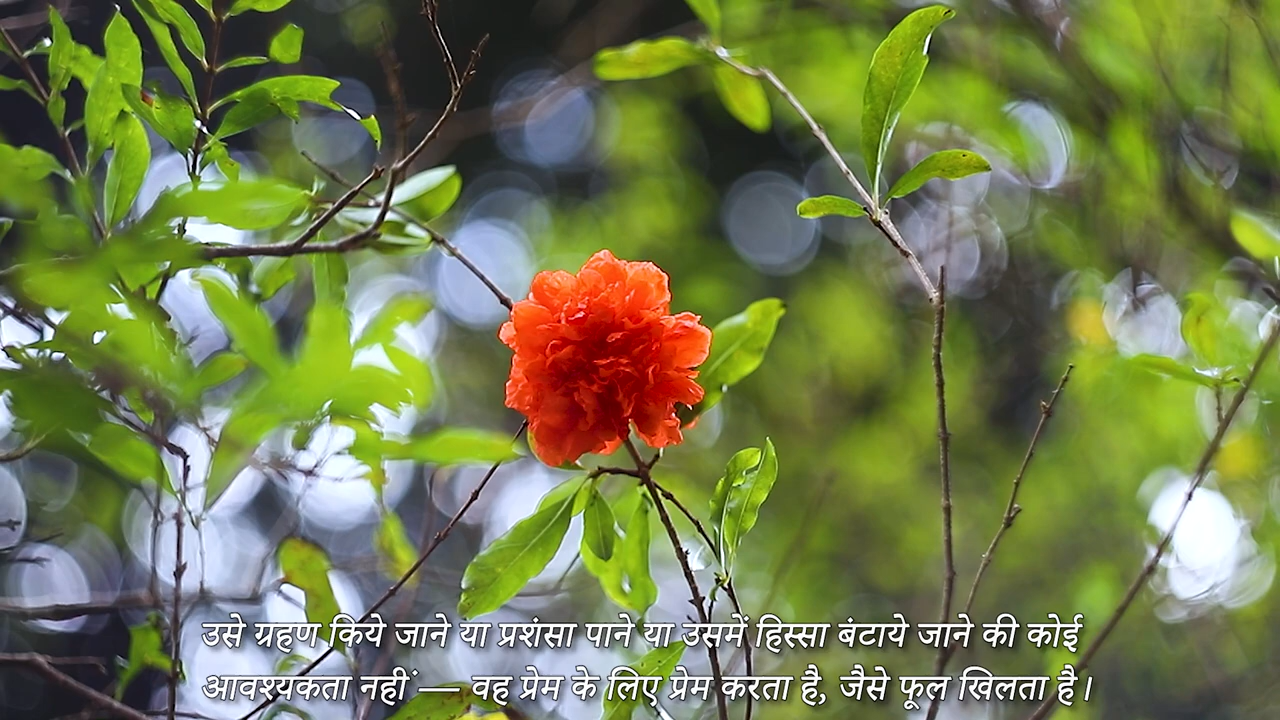 उसे ग्रहण किये जाने या प्रशंसा पाने या उसमें हिस्सा बंटाये जाने की कोई
आवश्यकता नहीं — वह प्रेम के लिए प्रेम करता है, जैसे फूल खिलता है।